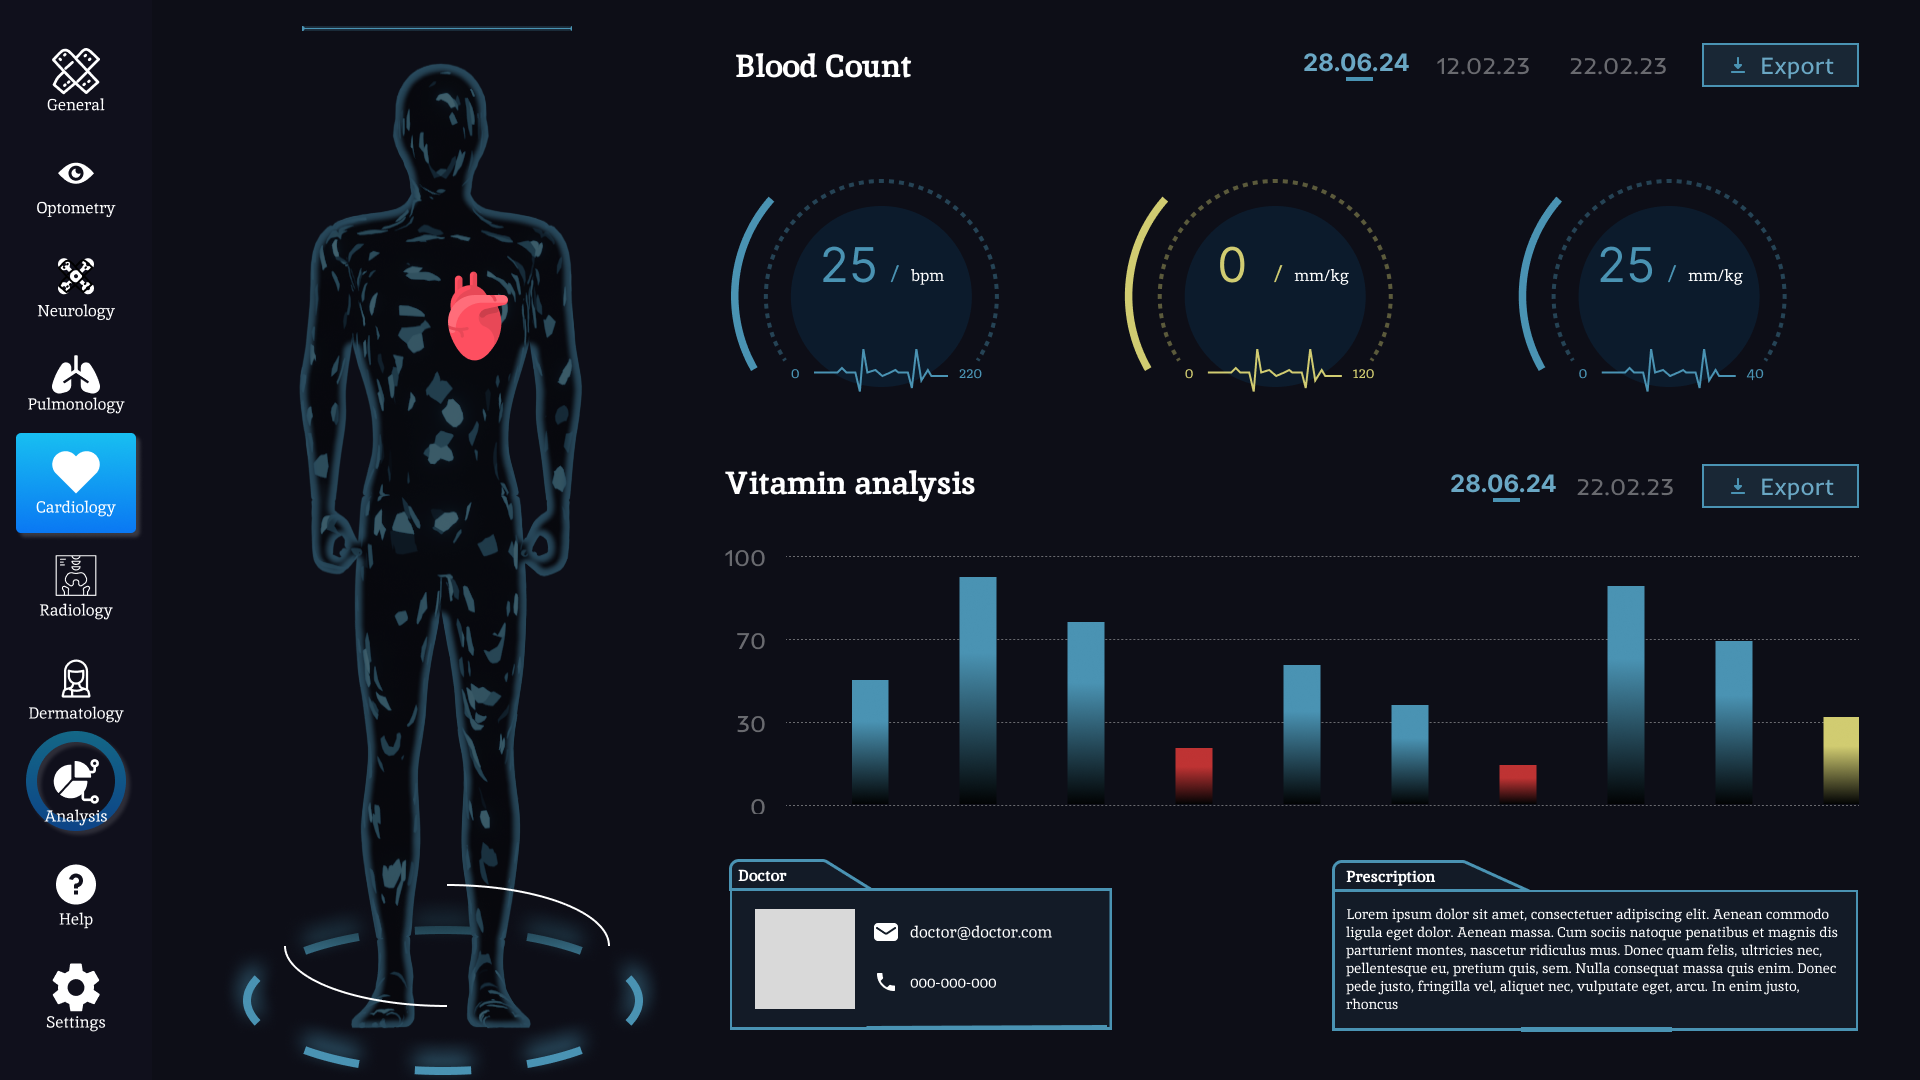 General
Optometry
Neurology
Pulmonology
Cardiology
Radiology
Dermatology
Analysis
Help
Settings
Blood Count
28.06.24
12.02.23
22.02.23
Export
25 / bpm
0
220
0 / mm/kg
0
120
25 / mm/kg
0
40
Vitamin analysis
28.06.24
22.02.23
Export
100
70
30
0
Doctor
doctor@doctor.com
000-000-000
Prescription
Lorem ipsum dolor sit amet, consectetuer adipiscing elit. Aenean commodo
ligula eget dolor. Aenean massa. Cum sociis natoque penatibus et magnis dis
parturient montes, nascetur ridiculus mus. Donec quam felis, ultricies nec,
pellentesque eu, pretium quis, sem. Nulla consequat massa quis enim. Donec
pede justo, fringilla vel, aliquet nec, vulputate eget, arcu. In enim justo,
rhoncus